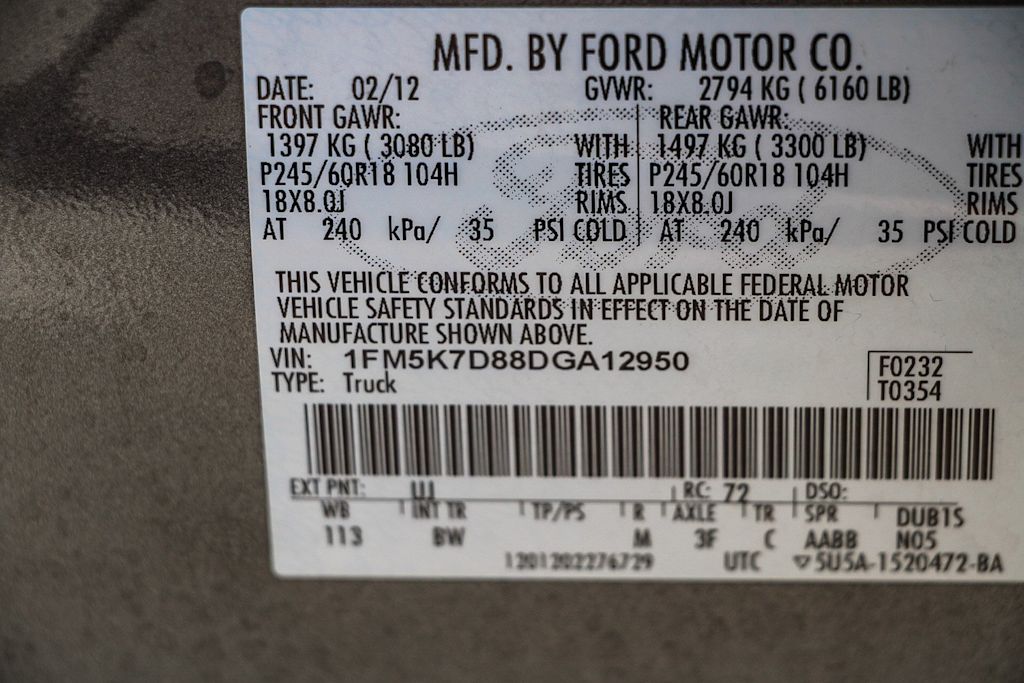 MFD. BY FORD MOTOR CO.
DATE: 02/12 GVWR: 2794 KG ( 6160 LB)
FRONT GAWR: REAR GAWR:
1397 KG ( 3080 LB) WITH 1497 KG ( 3300 LB) WITH
P245/60R18 104H TIRES P245/60R18 104H TIRES
18X8.0J RIMS 18X8.0J RIMS
AT 240 kPa/ 35 PSI COLD AT 240 kPa/ 35 PSI COLD
THIS VEHICLE CONFORMS TO ALL APPLICABLE FEDERAL MOTOR
VEHICLE SAFETY STANDARDS IN EFFECT ON THE DATE OF
MANUFACTURE SHOWN ABOVE.
VIN: 1FM5K7D88DGA12950 F0232
TYPE: Truck T0354
EXT PNT: UJ RC: 72 DSO:
WB INT TR TP/PS R AXLE TR SPR DUB1S
113 BW M 3F C AABB N05
1201202276729 UTC 5U5A-1520472-BA